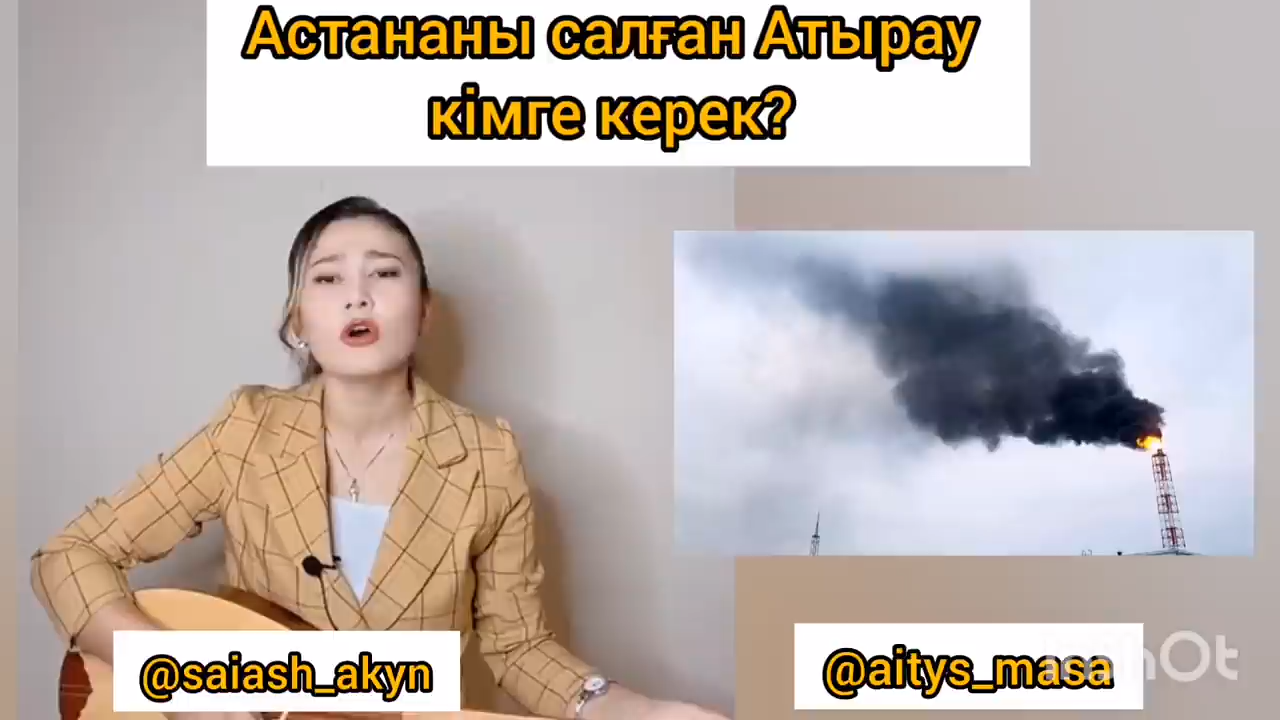 Астананы салған Атырау
кімге керек?
@saiash_akyn
@aitys_masa